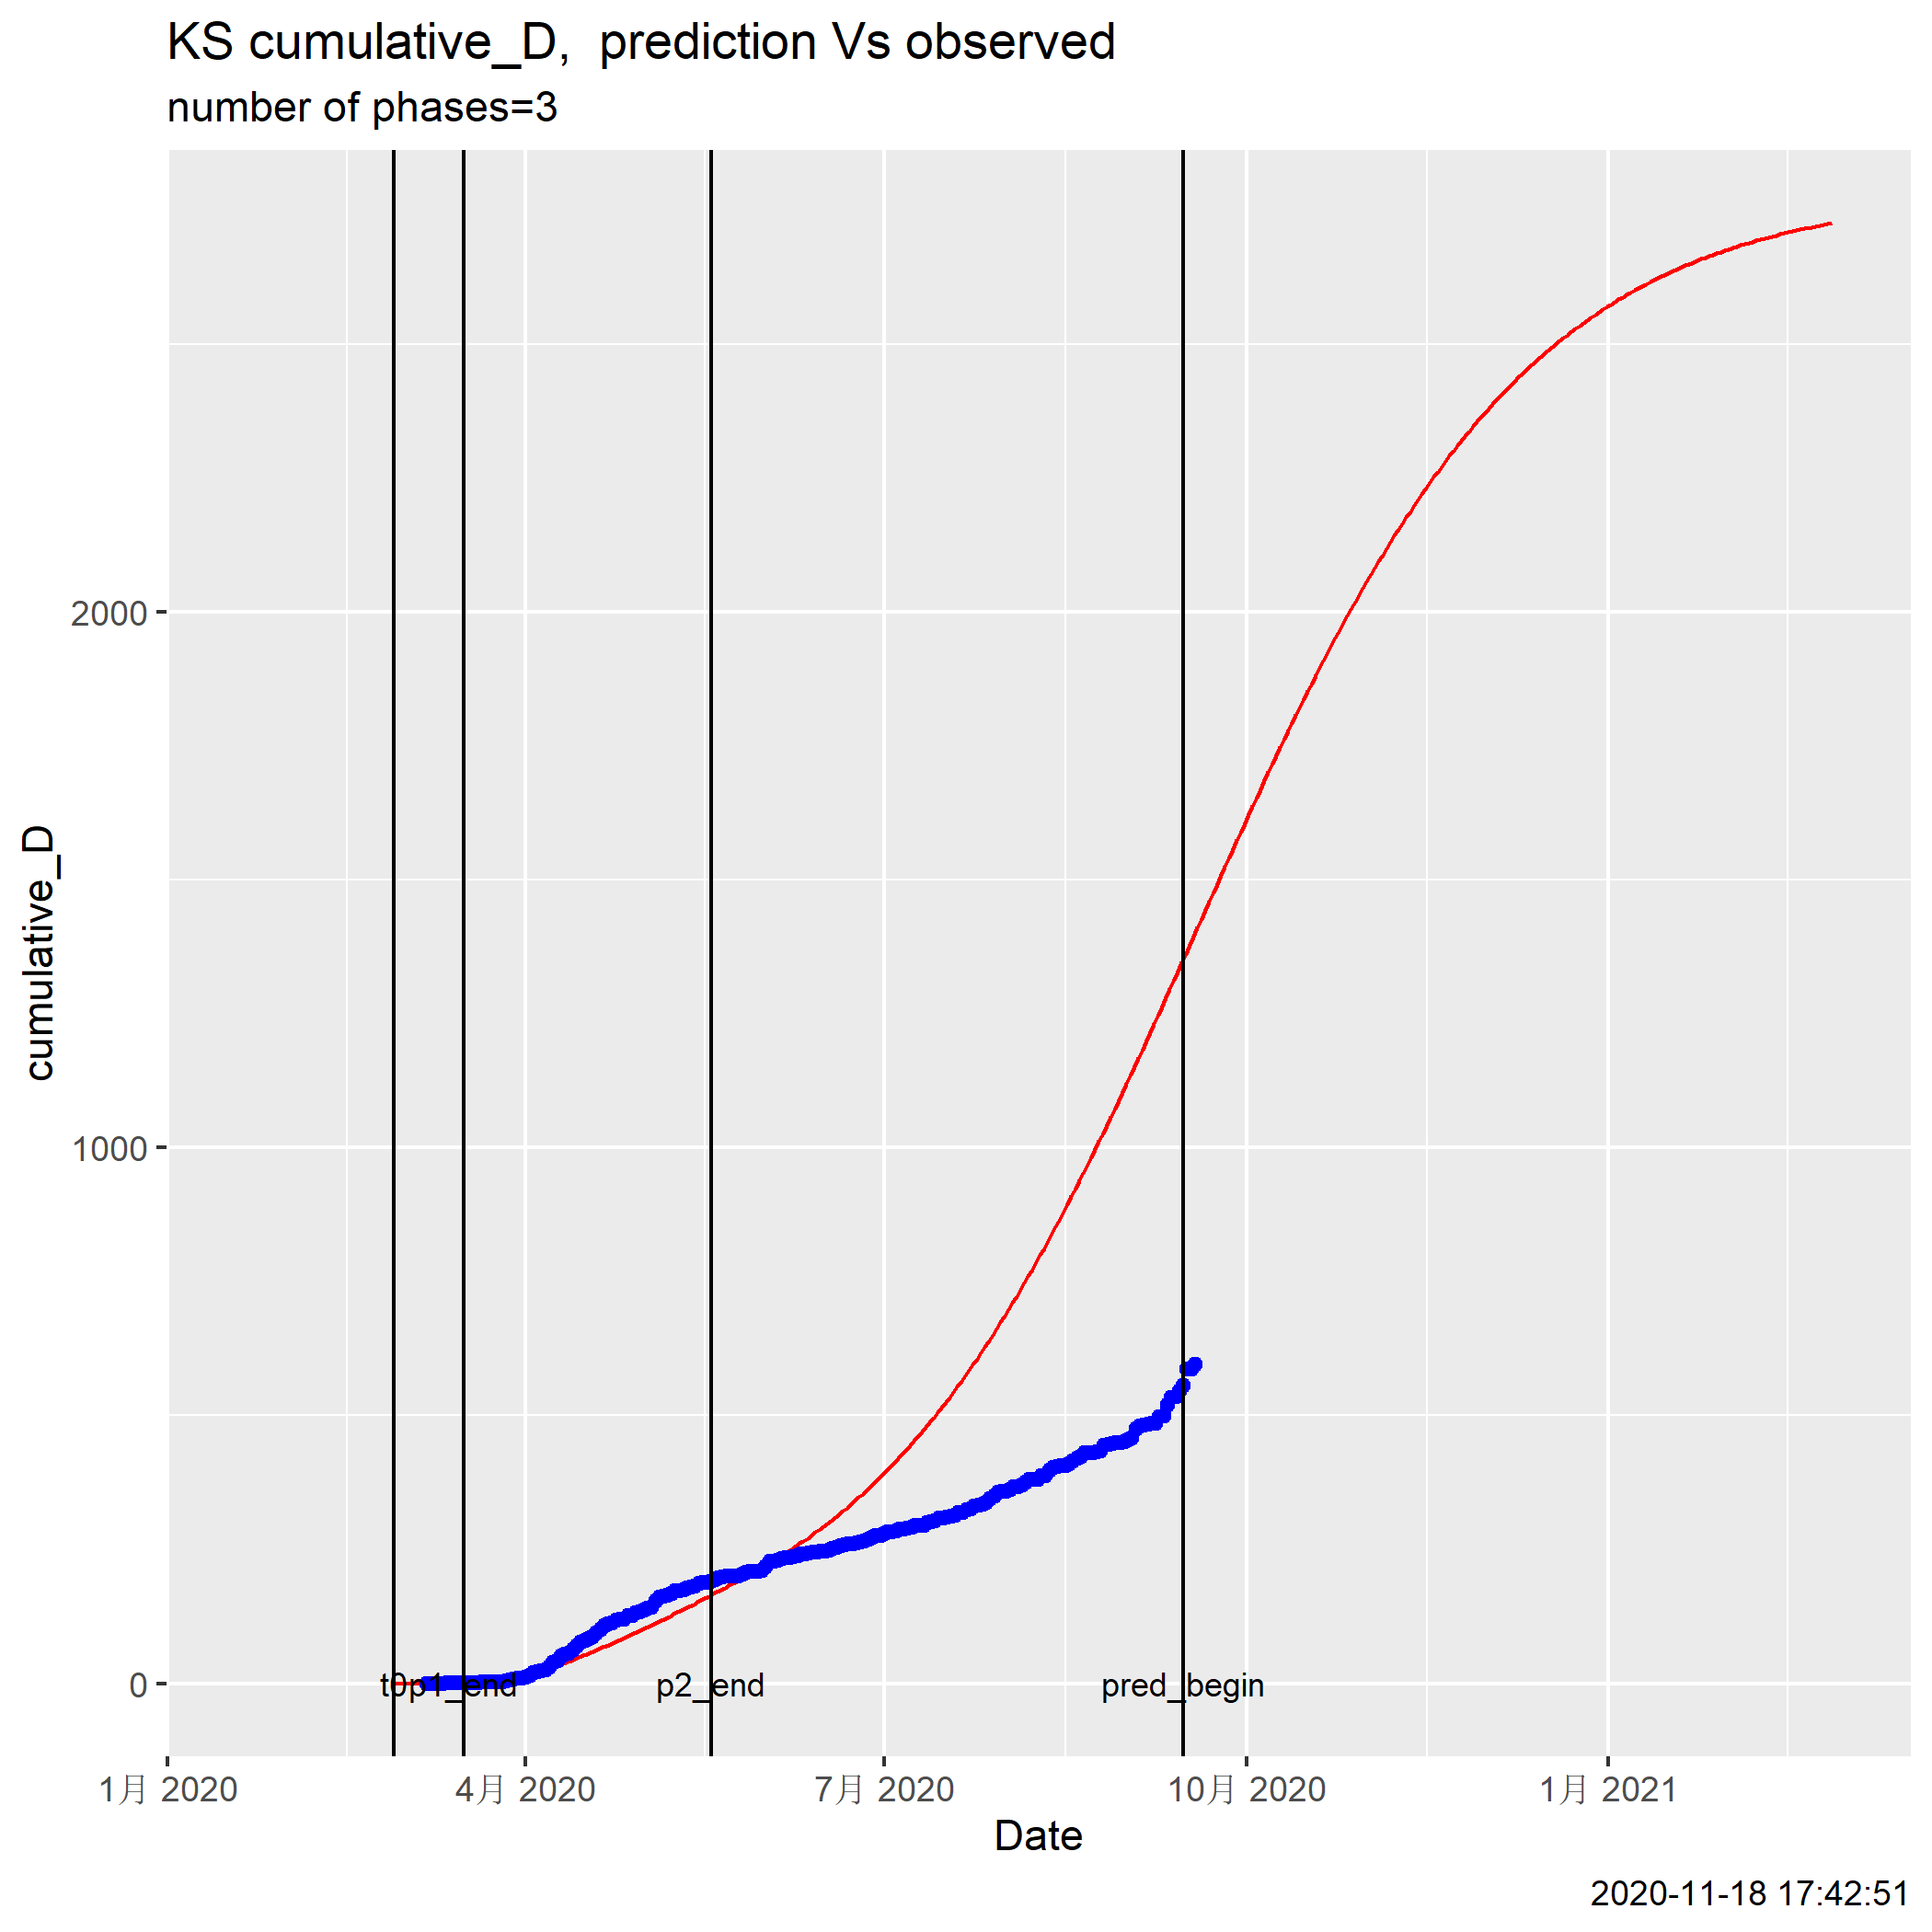 KS cumulative_D,  prediction Vs observed
number of phases=3
cumulative_D
2000
1000
0
t0
p1_end
p2_end
pred_begin
1月 2020
4月 2020
7月 2020
10月 2020
1月 2021
Date
2020-11-18 17:42:51